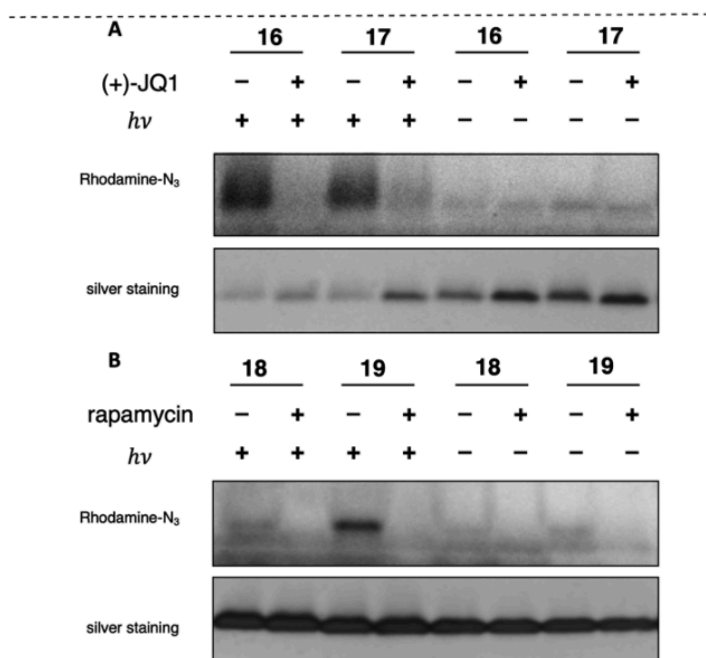 A
16 17 16 17
(+)-JQ1 − + − + − + − +
hν + + + + − − − −
Rhodamine-N₃
silver staining
B
18 19 18 19
rapamycin − + − + − + − +
hν + + + + − − − −
Rhodamine-N₃
silver staining